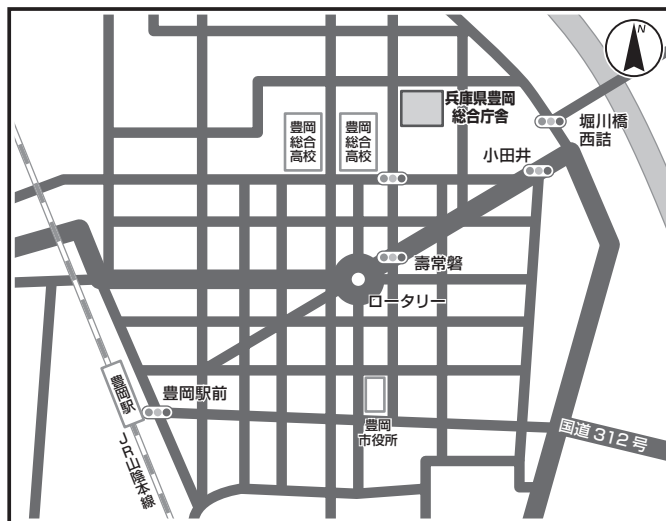 N
兵庫県豊岡
総合庁舎
豊岡
総合
高校
豊岡
総合
高校
堀川橋
西詰
小田井
壽常磐
ロータリー
豊岡駅
豊岡駅前
豊岡
市役所
国道312号
JR山陰本線